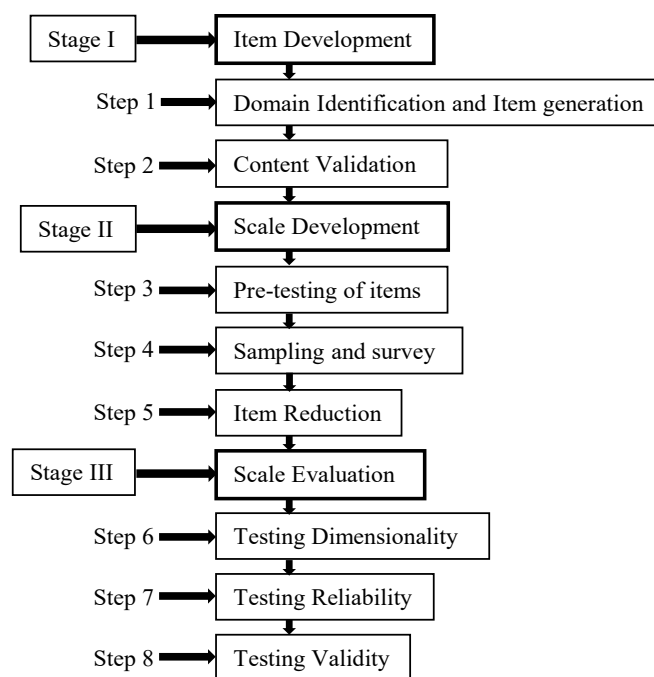 Stage I
Item Development
Step 1
Domain Identification and Item generation
Step 2
Content Validation
Stage II
Scale Development
Step 3
Pre-testing of items
Step 4
Sampling and survey
Step 5
Item Reduction
Stage III
Scale Evaluation
Step 6
Testing Dimensionality
Step 7
Testing Reliability
Step 8
Testing Validity